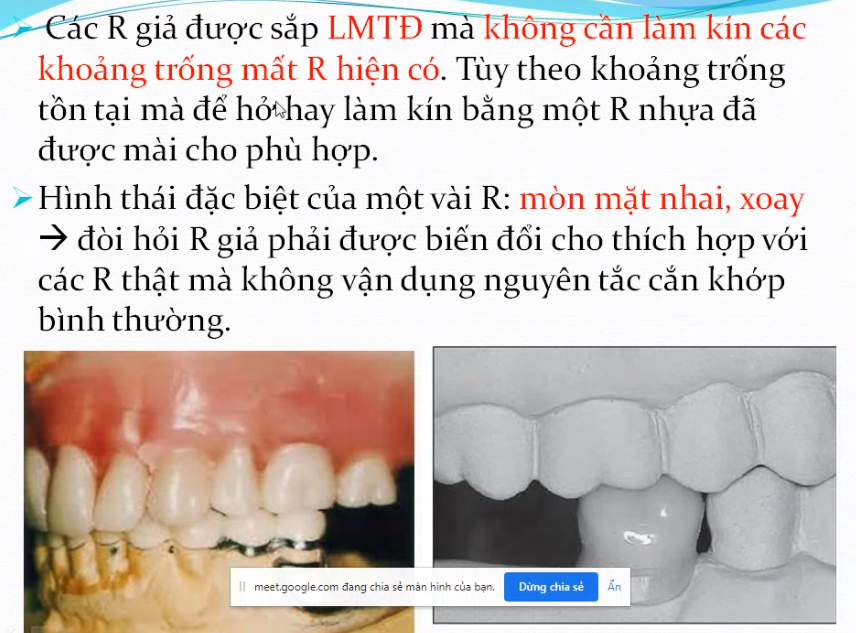 Các R giả được sắp LMTĐ mà không cần làm kín các
khoảng trống mất R hiện có. Tùy theo khoảng trống
tồn tại mà để hở hay làm kín bằng một R nhựa đã
được mài cho phù hợp.
Hình thái đặc biệt của một vài R: mòn mặt nhai, xoay
→ đòi hỏi R giả phải được biến đổi cho thích hợp với
các R thật mà không vận dụng nguyên tắc cắn khớp
bình thường.
meet.google.com đang chia sẻ màn hình của bạn. Dừng chia sẻ Ẩn